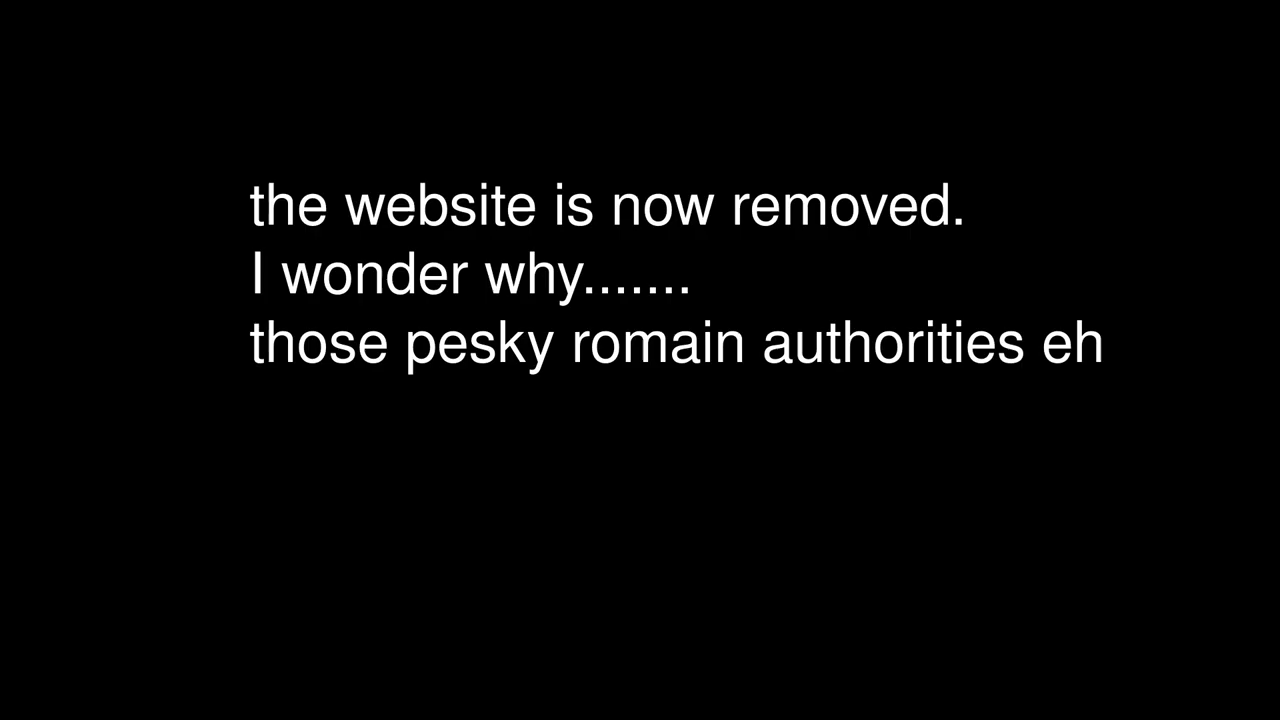 the website is now removed.
I wonder why.......
those pesky romain authorities eh